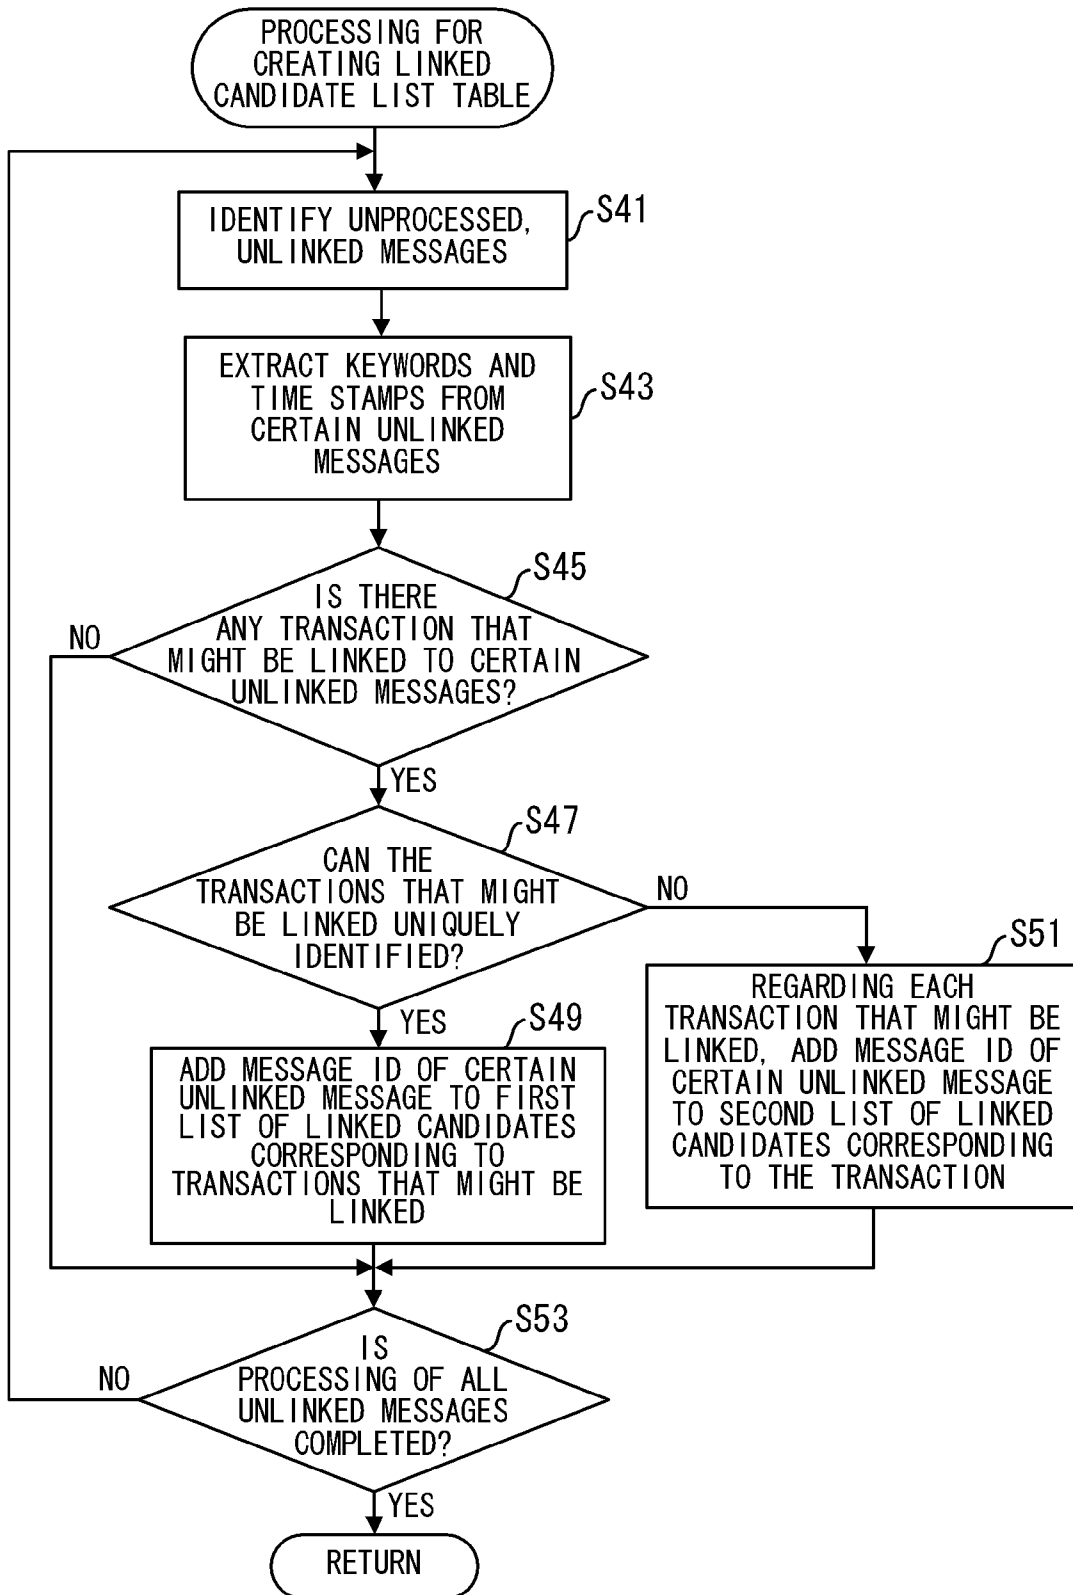 PROCESSING FOR
CREATING LINKED
CANDIDATE LIST TABLE
S41
IDENTIFY UNPROCESSED,
UNLINKED MESSAGES
S43
EXTRACT KEYWORDS AND
TIME STAMPS FROM
CERTAIN UNLINKED
MESSAGES
S45
IS THERE
ANY TRANSACTION THAT
MIGHT BE LINKED TO CERTAIN
UNLINKED MESSAGES?
NO
YES
S47
CAN THE
TRANSACTIONS THAT MIGHT
BE LINKED UNIQUELY
IDENTIFIED?
NO
YES
S49
ADD MESSAGE ID OF CERTAIN
UNLINKED MESSAGE TO FIRST
LIST OF LINKED CANDIDATES
CORRESPONDING TO
TRANSACTIONS THAT MIGHT BE
LINKED
S51
REGARDING EACH
TRANSACTION THAT MIGHT BE
LINKED, ADD MESSAGE ID OF
CERTAIN UNLINKED MESSAGE
TO SECOND LIST OF LINKED
CANDIDATES CORRESPONDING
TO THE TRANSACTION
S53
IS
PROCESSING OF ALL
UNLINKED MESSAGES
COMPLETED?
NO
YES
RETURN